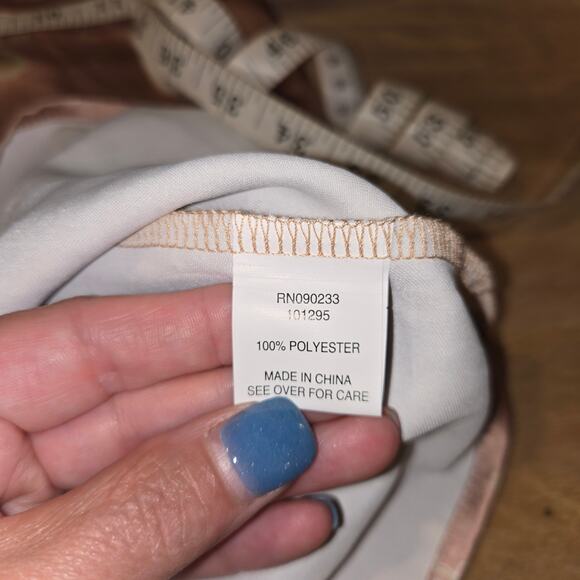 RN090233
101295
100% POLYESTER
MADE IN CHINA
SEE OVER FOR CARE